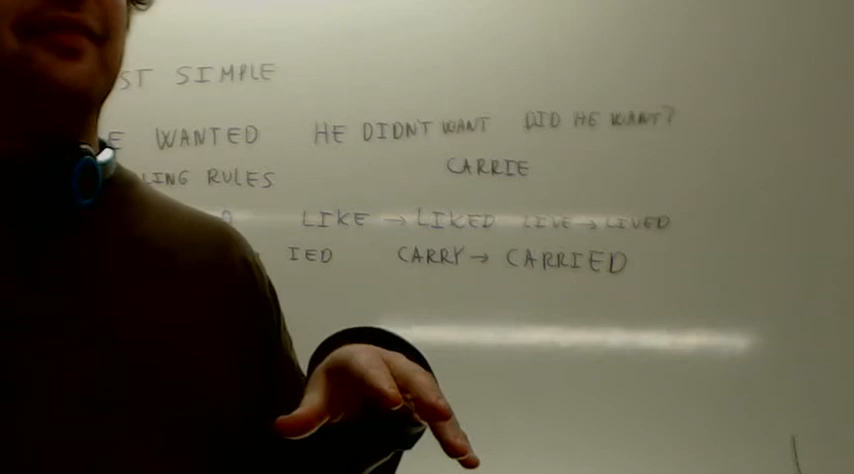 ST SIMPLE
E WANTED HE DIDN'T WANT DID HE WANT?
CARRIE
LING RULES
D LIKE → LIKED LIVE → LIVED
IED CARRY → CARRIED